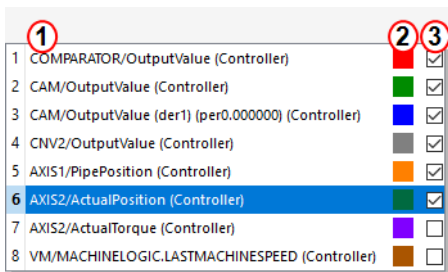 1 2 3
1 COMPARATOR/OutputValue (Controller)
2 CAM/OutputValue (Controller)
3 CAM/OutputValue (der1) (per0.000000) (Controller)
4 CNV2/OutputValue (Controller)
5 AXIS1/PipePosition (Controller)
6 AXIS2/ActualPosition (Controller)
7 AXIS2/ActualTorque (Controller)
8 VM/MACHINELOGIC.LASTMACHINESPEED (Controller)